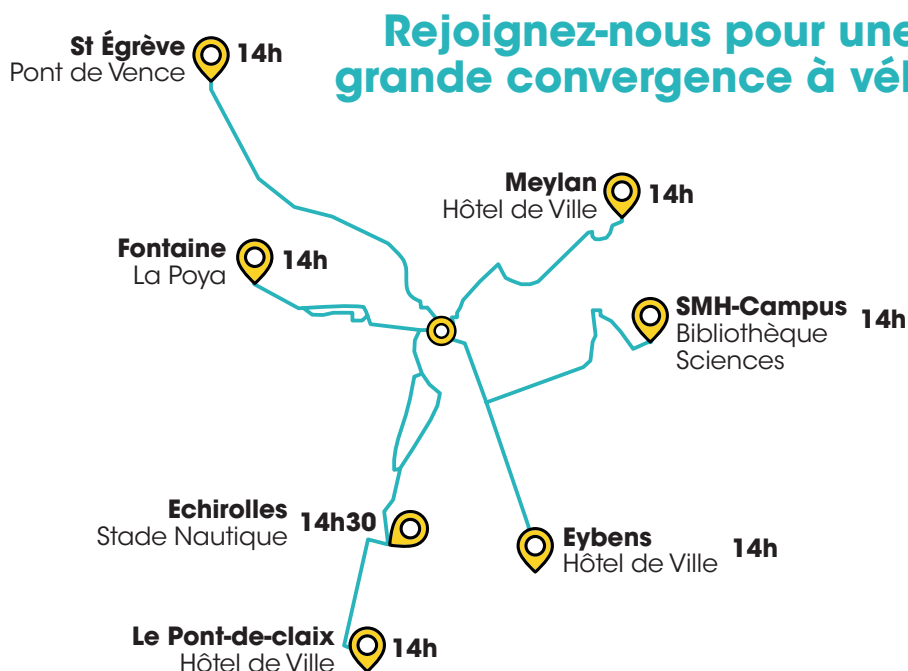 Rejoignez-nous pour une
grande convergence à vél
St Égrève 14h
Pont de Vence
Meylan 14h
Hôtel de Ville
Fontaine 14h
La Poya
SMH-Campus 14h
Bibliothèque
Sciences
Echirolles 14h30
Stade Nautique
Eybens 14h
Hôtel de Ville
Le Pont-de-claix 14h
Hôtel de Ville